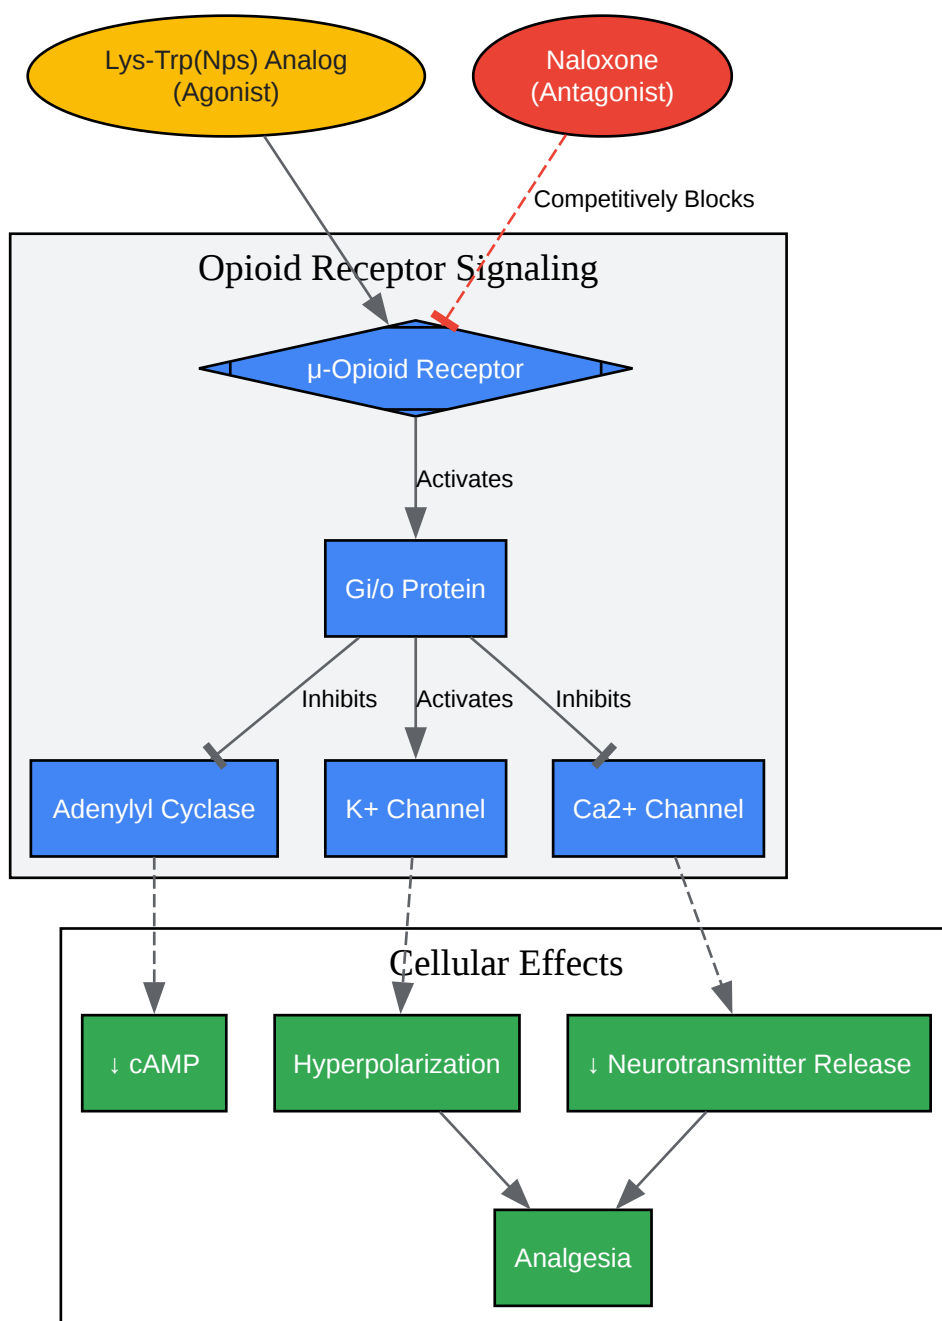 Lys-Trp(Nps) Analog
(Agonist)
Naloxone
(Antagonist)
Competitively Blocks
Opioid Receptor Signaling
μ-Opioid Receptor
Activates
Gi/o Protein
Inhibits
Activates
Inhibits
Adenylyl Cyclase
K+ Channel
Ca2+ Channel
Cellular Effects
↓ cAMP
Hyperpolarization
↓ Neurotransmitter Release
Analgesia